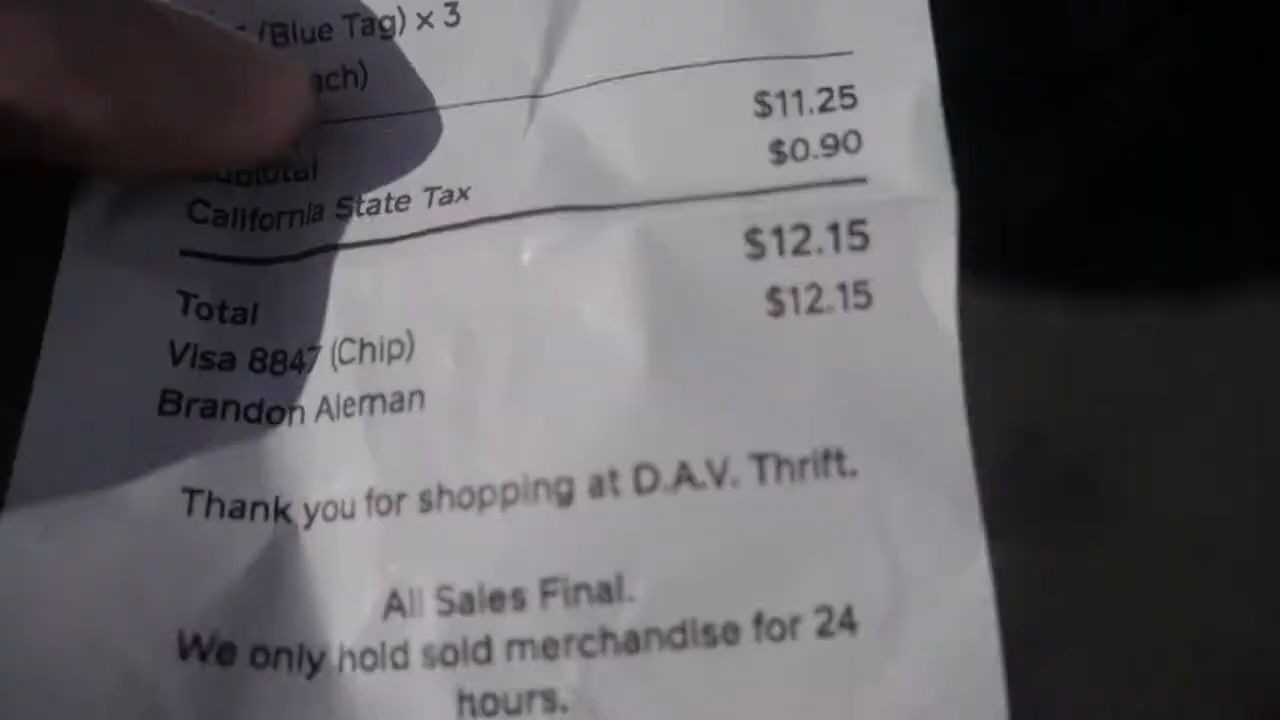 /Blue Tag) x 3
ach)
Subtotal $11.25
California State Tax $0.90
Total $12.15
Visa 8847 (Chip) $12.15
Brandon Aleman
Thank you for shopping at D.A.V. Thrift.
All Sales Final.
We only hold sold merchandise for 24
hours.